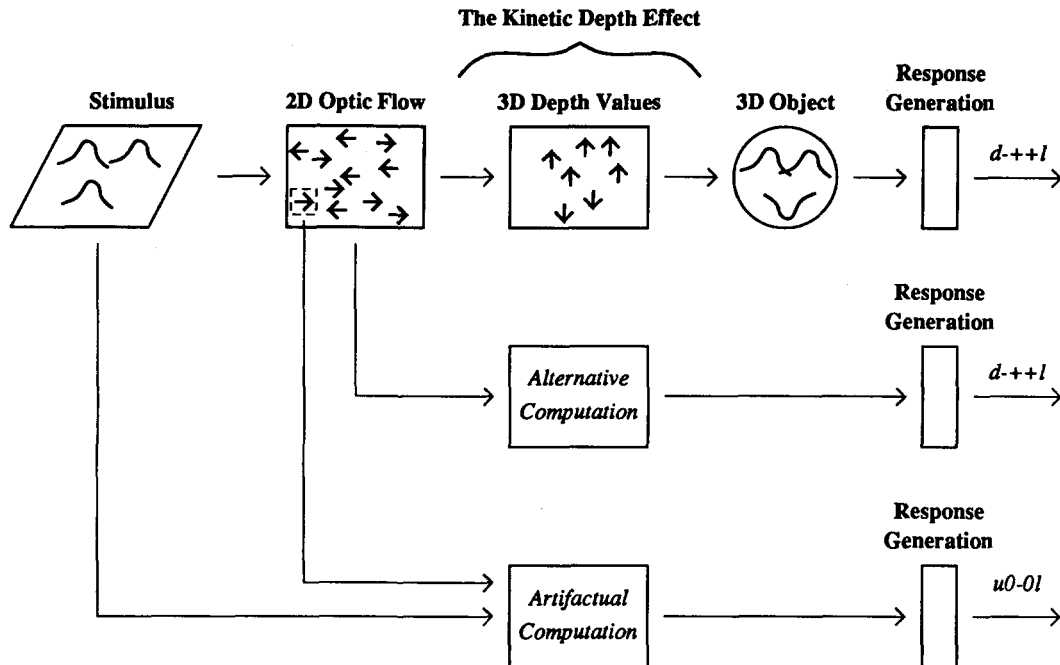 The Kinetic Depth Effect
Stimulus
2D Optic Flow
3D Depth Values
3D Object
Response
Generation
d-++l
Response
Generation
Alternative
Computation
d-++l
Response
Generation
Artifactual
Computation
u0-0l